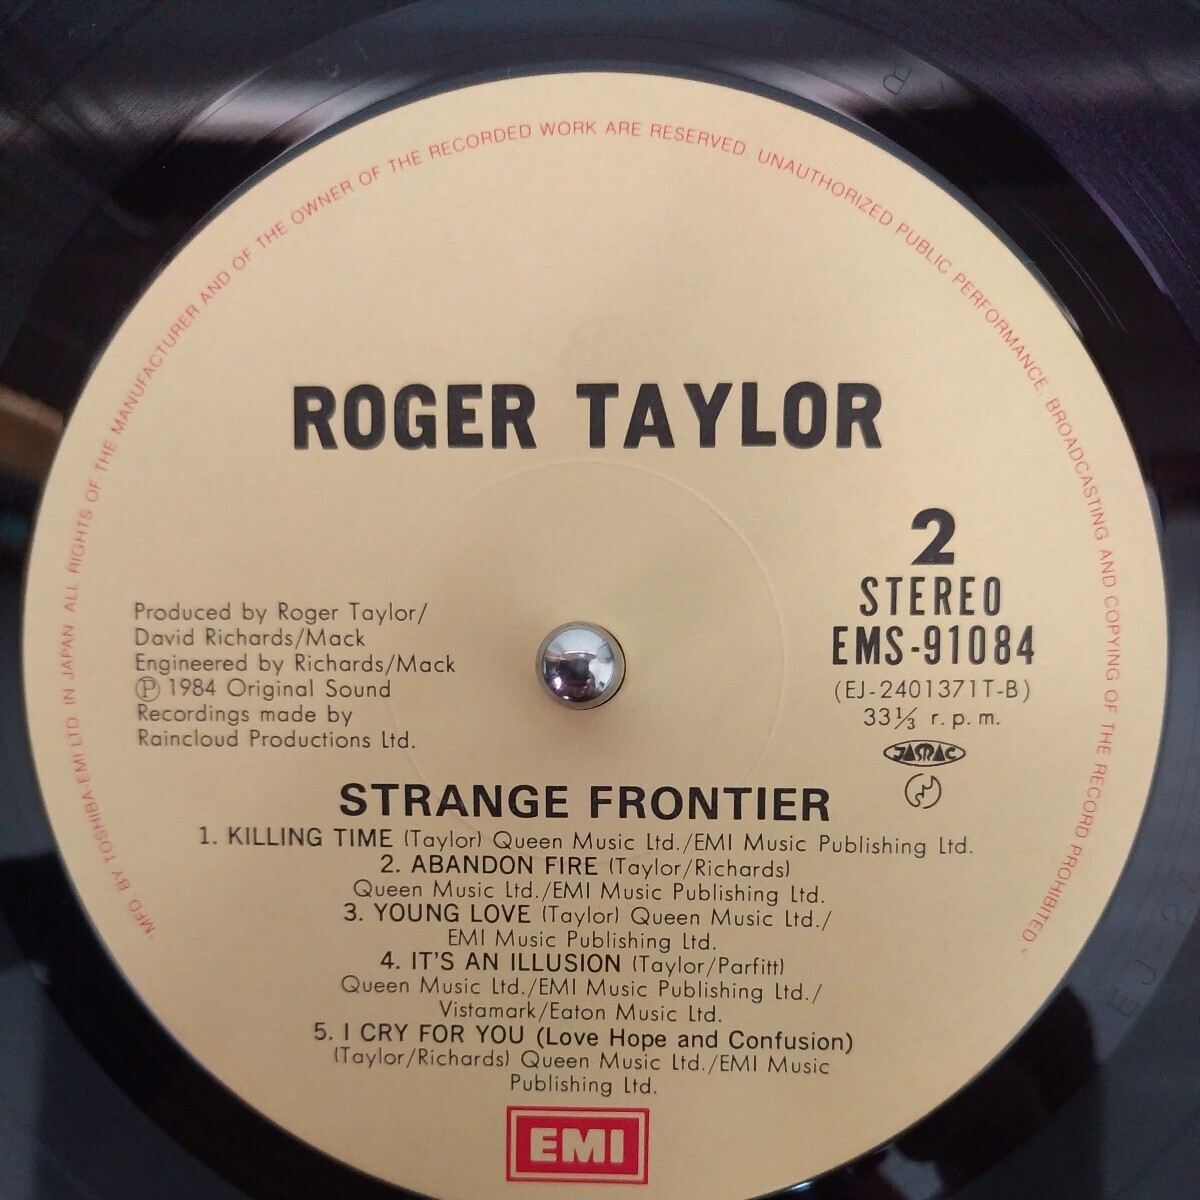 "MFD BY TOSHIBA-EMI LTD. IN JAPAN ALL RIGHTS OF THE MANUFACTURER AND OF THE OWNER OF THE RECORDED WORK ARE RESERVED. UNAUTHORIZED PUBLIC PERFORMANCE, BROADCASTING AND COPYING OF THE RECORD PROHIBITED."
ROGER TAYLOR
2
STEREO
EMS-91084
(EJ-2401371T-B)
33⅓ r.p.m.
JASRAC
Produced by Roger Taylor/
David Richards/Mack
Engineered by Richards/Mack
Ⓟ 1984 Original Sound
Recordings made by
Raincloud Productions Ltd.
STRANGE FRONTIER
1. KILLING TIME (Taylor) Queen Music Ltd./EMI Music Publishing Ltd.
2. ABANDON FIRE (Taylor/Richards)
Queen Music Ltd./EMI Music Publishing Ltd.
3. YOUNG LOVE (Taylor) Queen Music Ltd./
EMI Music Publishing Ltd.
4. IT'S AN ILLUSION (Taylor/Parfitt)
Queen Music Ltd./EMI Music Publishing Ltd./
Vistamark/Eaton Music Ltd.
5. I CRY FOR YOU (Love Hope and Confusion)
(Taylor/Richards) Queen Music Ltd./EMI Music
Publishing Ltd.
EMI